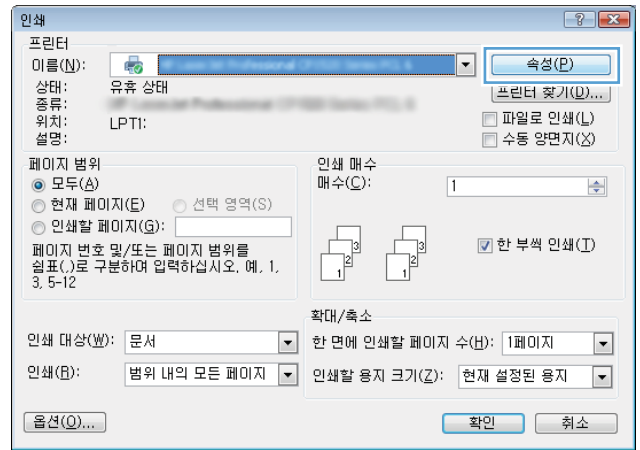 인쇄
프린터
이름(N):
속성(P)
상태: 유휴 상태
프린터 찾기(D)...
종류:
위치: LPT1:
파일로 인쇄(L)
설명:
수동 양면지(X)
페이지 범위
모두(A)
현재 페이지(E) 선택 영역(S)
인쇄할 페이지(G):
페이지 번호 및/또는 페이지 범위를
쉼표(,)로 구분하여 입력하십시오. 예, 1,
3, 5-12
인쇄 매수
매수(C): 1
3 3
2 2
1 1
한 부씩 인쇄(T)
인쇄 대상(W): 문서
인쇄(R): 범위 내의 모든 페이지
확대/축소
한 면에 인쇄할 페이지 수(H): 1페이지
인쇄할 용지 크기(Z): 현재 설정된 용지
옵션(O)...
확인 취소